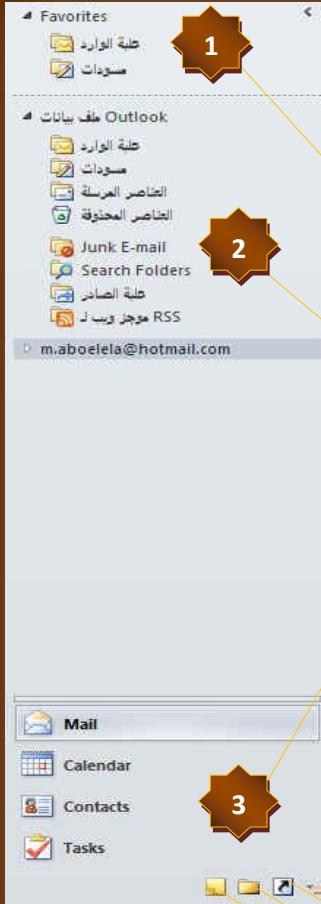 Favorites
علبة الوارد
1
مسودات
ملف بيانات Outlook
علبة الوارد
مسودات
العناصر المرسلة
العناصر المحذوفة
Junk E-mail
2
Search Folders
علبة الصادر
موجز ويب لـ RSS
m.aboelela@hotmail.com
Mail
Calendar
Contacts
3
Tasks